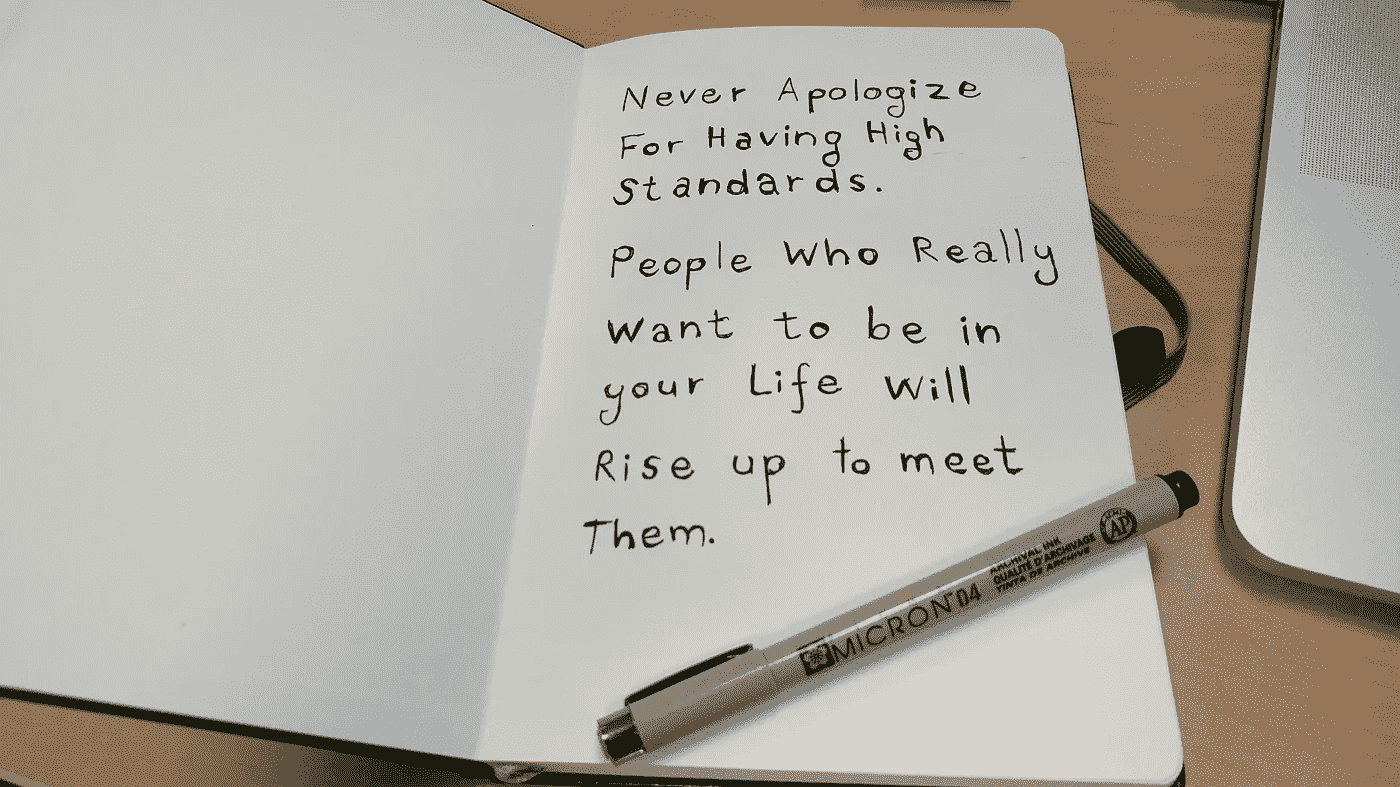 Never Apologize
For Having High
Standards.
People Who Really
Want to be in
your Life Will
Rise up to meet
Them.
MICRON 04
ARCHIVAL INK
QUALITÉ D'ARCHIVAGE
TINTA DE ARCHIVE
AP